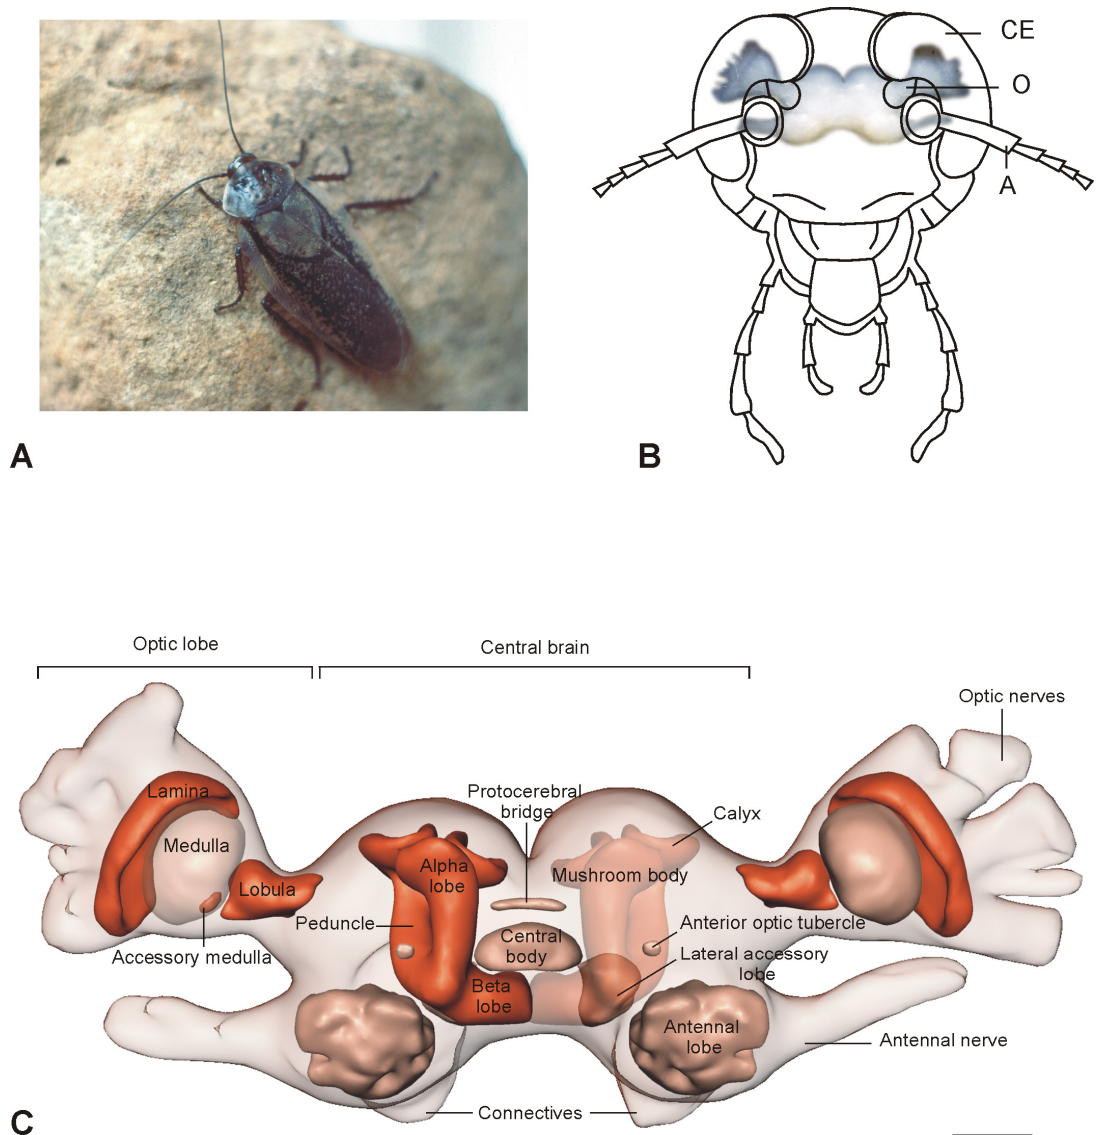 CE
O
A
A
B
Optic lobe
Central brain
Optic nerves
Protocerebral
bridge
Calyx
Lamina
Medulla
Alpha
lobe
Mushroom body
Lobula
Peduncle
Anterior optic tubercle
Central
body
Accessory medulla
Lateral accessory
lobe
Beta
lobe
Antennal
lobe
Antennal nerve
Connectives
C